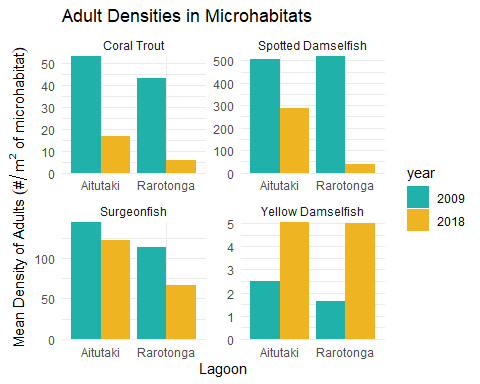 Adult Densities in Microhabitats
Mean Density of Adults (#/ m² of microhabitat)
Coral Trout
50
40
30
20
10
0
Aitutaki Rarotonga
Spotted Damselfish
500
400
300
200
100
0
Aitutaki Rarotonga
Surgeonfish
100
50
0
Aitutaki Rarotonga
Yellow Damselfish
5
4
3
2
1
0
Aitutaki Rarotonga
Lagoon
year
2009
2018